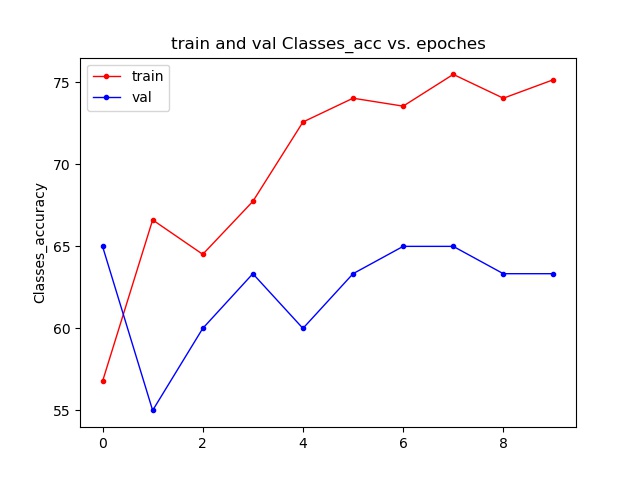 train and val Classes_acc vs. epoches
train
val
Classes_accuracy
75
70
65
60
55
0 2 4 6 8